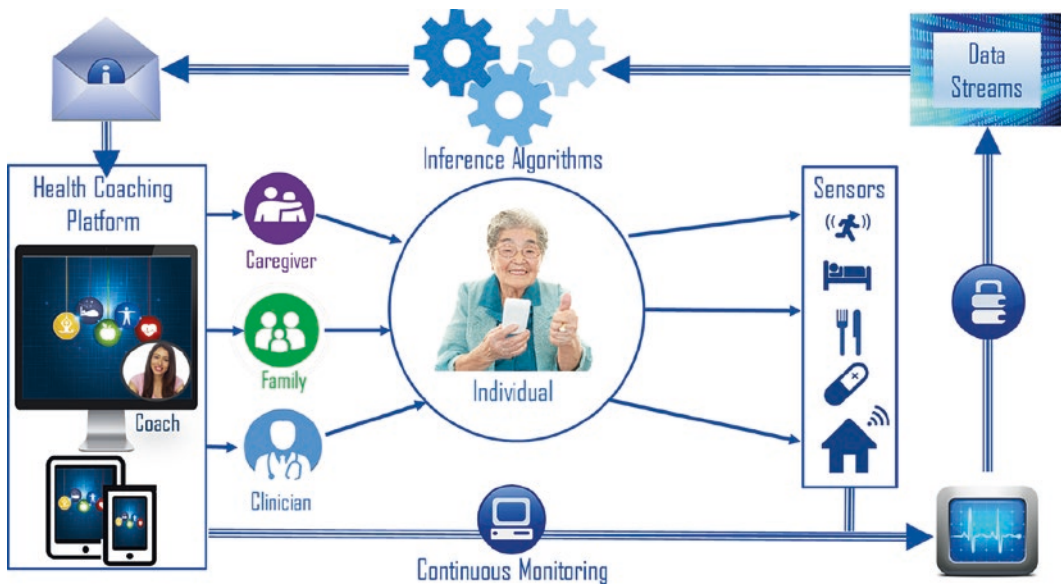 Data
Streams
Inference Algorithms
Health Coaching
Platform
Coach
Caregiver
Family
Clinician
Individual
Sensors
Continuous Monitoring